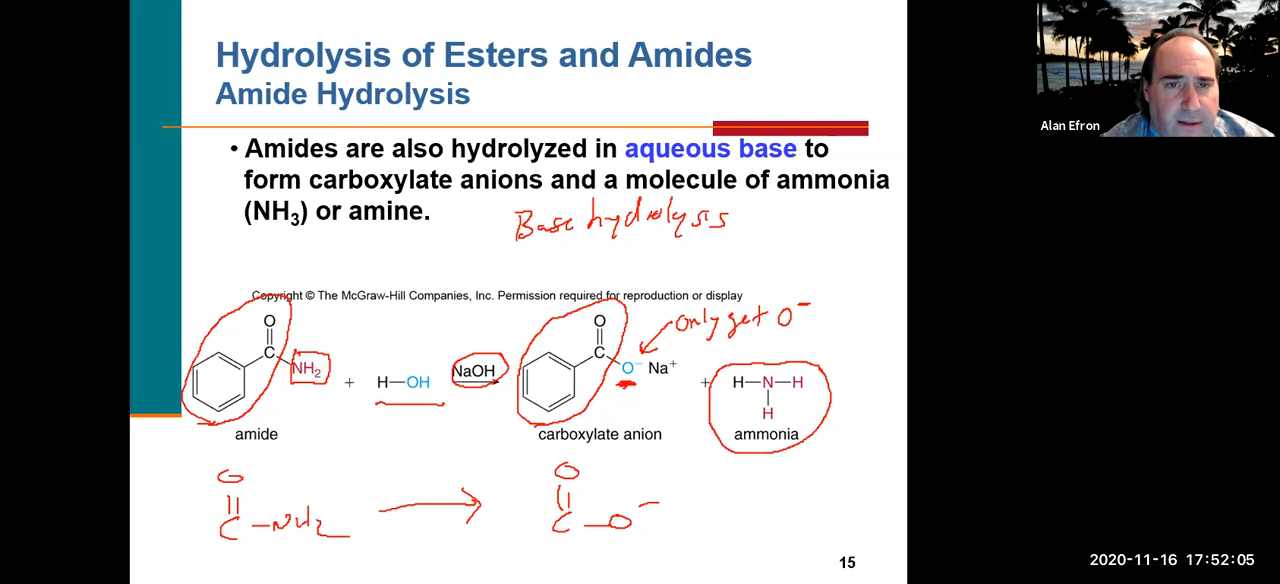 Hydrolysis of Esters and Amides
Amide Hydrolysis
Alan Efron
• Amides are also hydrolyzed in aqueous base to
form carboxylate anions and a molecule of ammonia
(NH3) or amine.
Base hydrolysis
Copyright © The McGraw-Hill Companies, Inc. Permission required for reproduction or display
only get O⁻
O
C
NH2
+
H—OH
NaOH
O
C
O⁻ Na⁺
+
H—N—H
H
amide
carboxylate anion
ammonia
O O
C—NH2 C—O⁻
15
2020-11-16 17:52:05